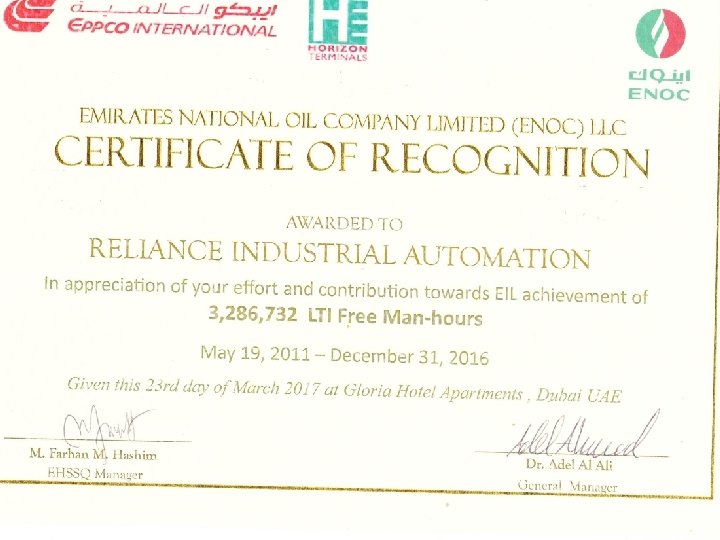 ايبكو العالمية
EPPCO INTERNATIONAL
HORIZON
TERMINALS
اينوك
ENOC
EMIRATES NATIONAL OIL COMPANY LIMITED (ENOC) LLC
CERTIFICATE OF RECOGNITION
AWARDED TO
RELIANCE INDUSTRIAL AUTOMATION
In appreciation of your effort and contribution towards EIL achievement of
3,286,732 LTI Free Man-hours
May 19, 2011 – December 31, 2016
Given this 23rd day of March 2017 at Gloria Hotel Apartments , Dubai UAE
M. Farhan M. Hashim
EHSSQ Manager
Dr. Adel Al Ali
General Manager